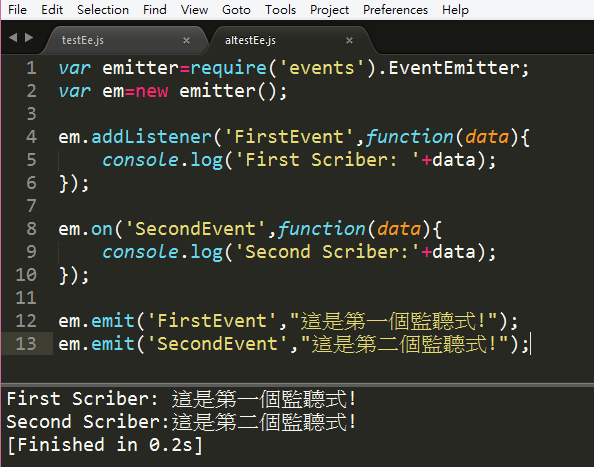 File Edit Selection Find View Goto Tools Project Preferences Help
testEe.js × altestEe.js ×
1 var emitter=require('events').EventEmitter;
2 var em=new emitter();
3
4 em.addListener('FirstEvent',function(data){
5 console.log('First Scriber: '+data);
6 });
7
8 em.on('SecondEvent',function(data){
9 console.log('Second Scriber:'+data);
10 });
11
12 em.emit('FirstEvent',"這是第一個監聽式!");
13 em.emit('SecondEvent',"這是第二個監聽式!");
First Scriber: 這是第一個監聽式!
Second Scriber:這是第二個監聽式!
[Finished in 0.2s]